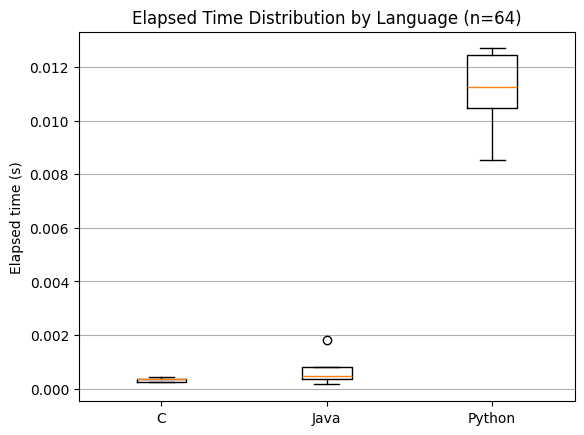 Elapsed Time Distribution by Language (n=64)
0.012
0.010
0.008
0.006
0.004
0.002
0.000
Elapsed time (s)
C Java Python